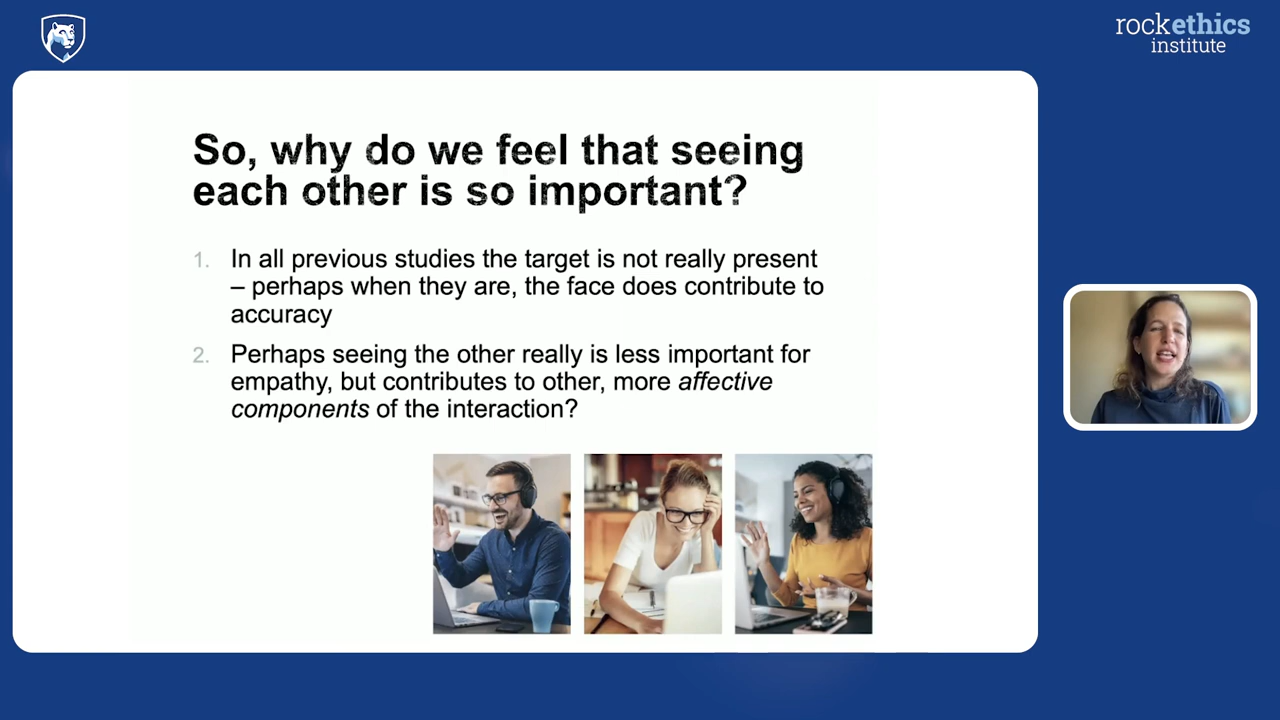 rockethics
institute
So, why do we feel that seeing
each other is so important?
1. In all previous studies the target is not really present
– perhaps when they are, the face does contribute to
accuracy
2. Perhaps seeing the other really is less important for
empathy, but contributes to other, more affective
components of the interaction?